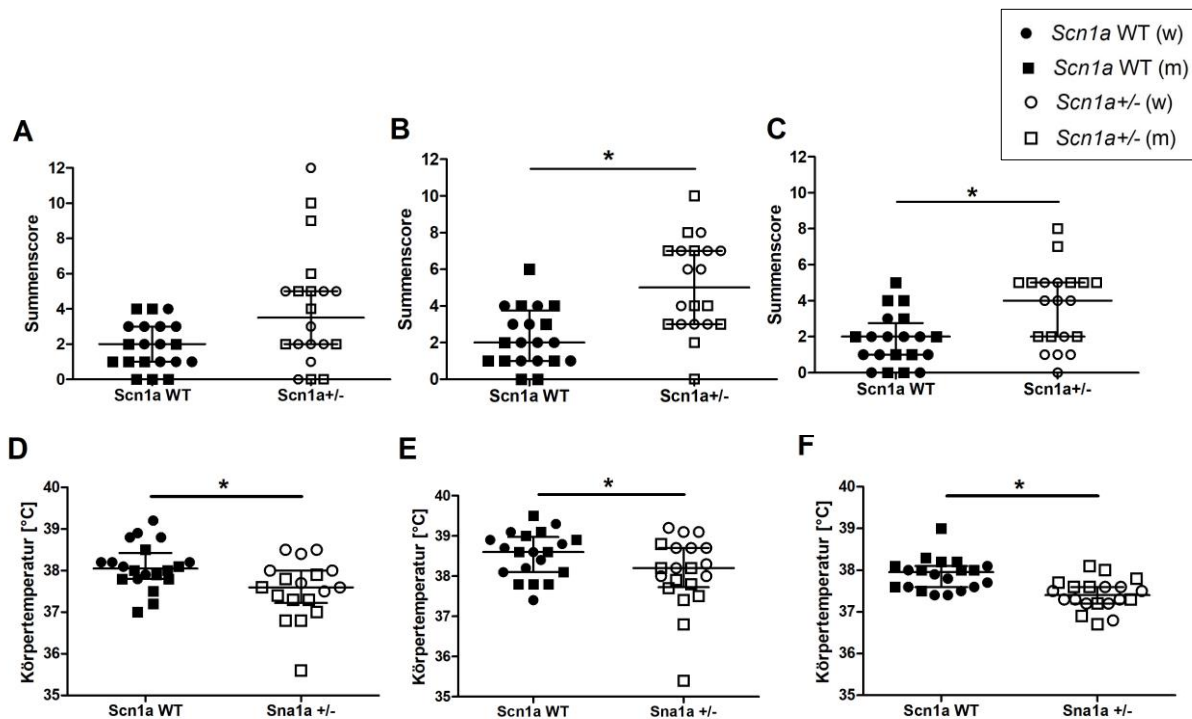 Scn1a WT (w)
Scn1a WT (m)
Scn1a+/- (w)
Scn1a+/- (m)
A
Summenscore
12
10
8
6
4
2
0
Scn1a WT
Scn1a+/-
B
Summenscore
12
10
8
6
4
2
0
*
Scn1a WT
Scn1a+/-
C
Summenscore
12
10
8
6
4
2
0
*
Scn1a WT
Scn1a+/-
D
Körpertemperatur [°C]
40
39
38
37
36
35
*
Scn1a WT
Sna1a +/-
E
Körpertemperatur [°C]
40
39
38
37
36
35
*
Scn1a WT
Sna1a +/-
F
Körpertemperatur [°C]
40
39
38
37
36
35
*
Scn1a WT
Sna1a +/-